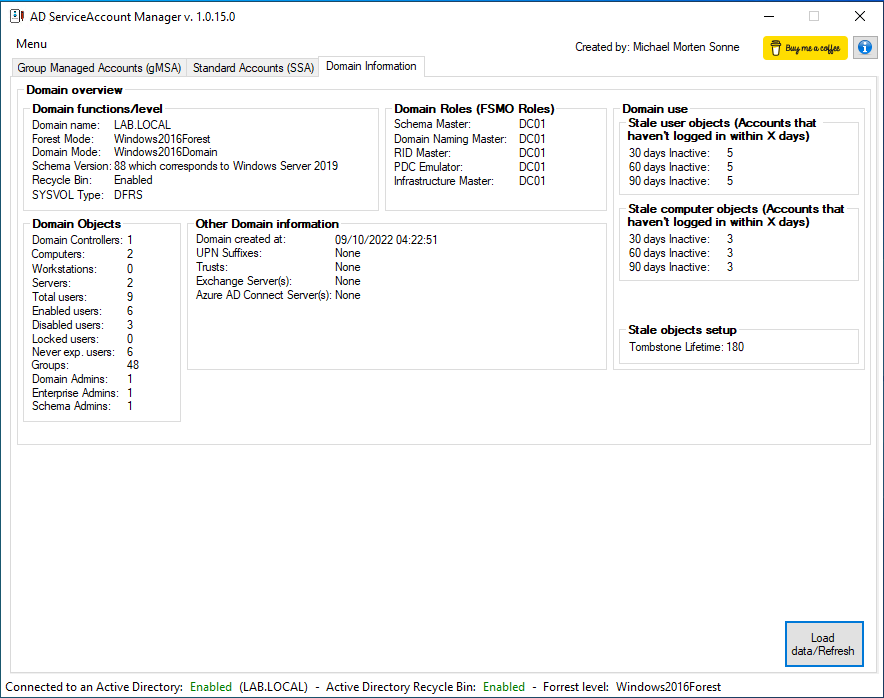 AD ServiceAccount Manager v. 1.0.15.0
Menu
Created by: Michael Morten Sonne
Buy me a coffee
Group Managed Accounts (gMSA)
Standard Accounts (SSA)
Domain Information
Domain overview
Domain functions/level
Domain name: LAB.LOCAL
Forest Mode: Windows2016Forest
Domain Mode: Windows2016Domain
Schema Version: 88 which corresponds to Windows Server 2019
Recycle Bin: Enabled
SYSVOL Type: DFRS
Domain Roles (FSMO Roles)
Schema Master: DC01
Domain Naming Master: DC01
RID Master: DC01
PDC Emulator: DC01
Infrastructure Master: DC01
Domain use
Stale user objects (Accounts that
haven't logged in within X days)
30 days Inactive: 5
60 days Inactive: 5
90 days Inactive: 5
Stale computer objects (Accounts that
haven't logged in within X days)
30 days Inactive: 3
60 days Inactive: 3
90 days Inactive: 3
Stale objects setup
Tombstone Lifetime: 180
Domain Objects
Domain Controllers: 1
Computers: 2
Workstations: 0
Servers: 2
Total users: 9
Enabled users: 6
Disabled users: 3
Locked users: 0
Never exp. users: 6
Groups: 48
Domain Admins: 1
Enterprise Admins: 1
Schema Admins: 1
Other Domain information
Domain created at: 09/10/2022 04:22:51
UPN Suffixes: None
Trusts: None
Exchange Server(s): None
Azure AD Connect Server(s): None
Load
data/Refresh
Connected to an Active Directory: Enabled (LAB.LOCAL) - Active Directory Recycle Bin: Enabled - Forrest level: Windows2016Forest